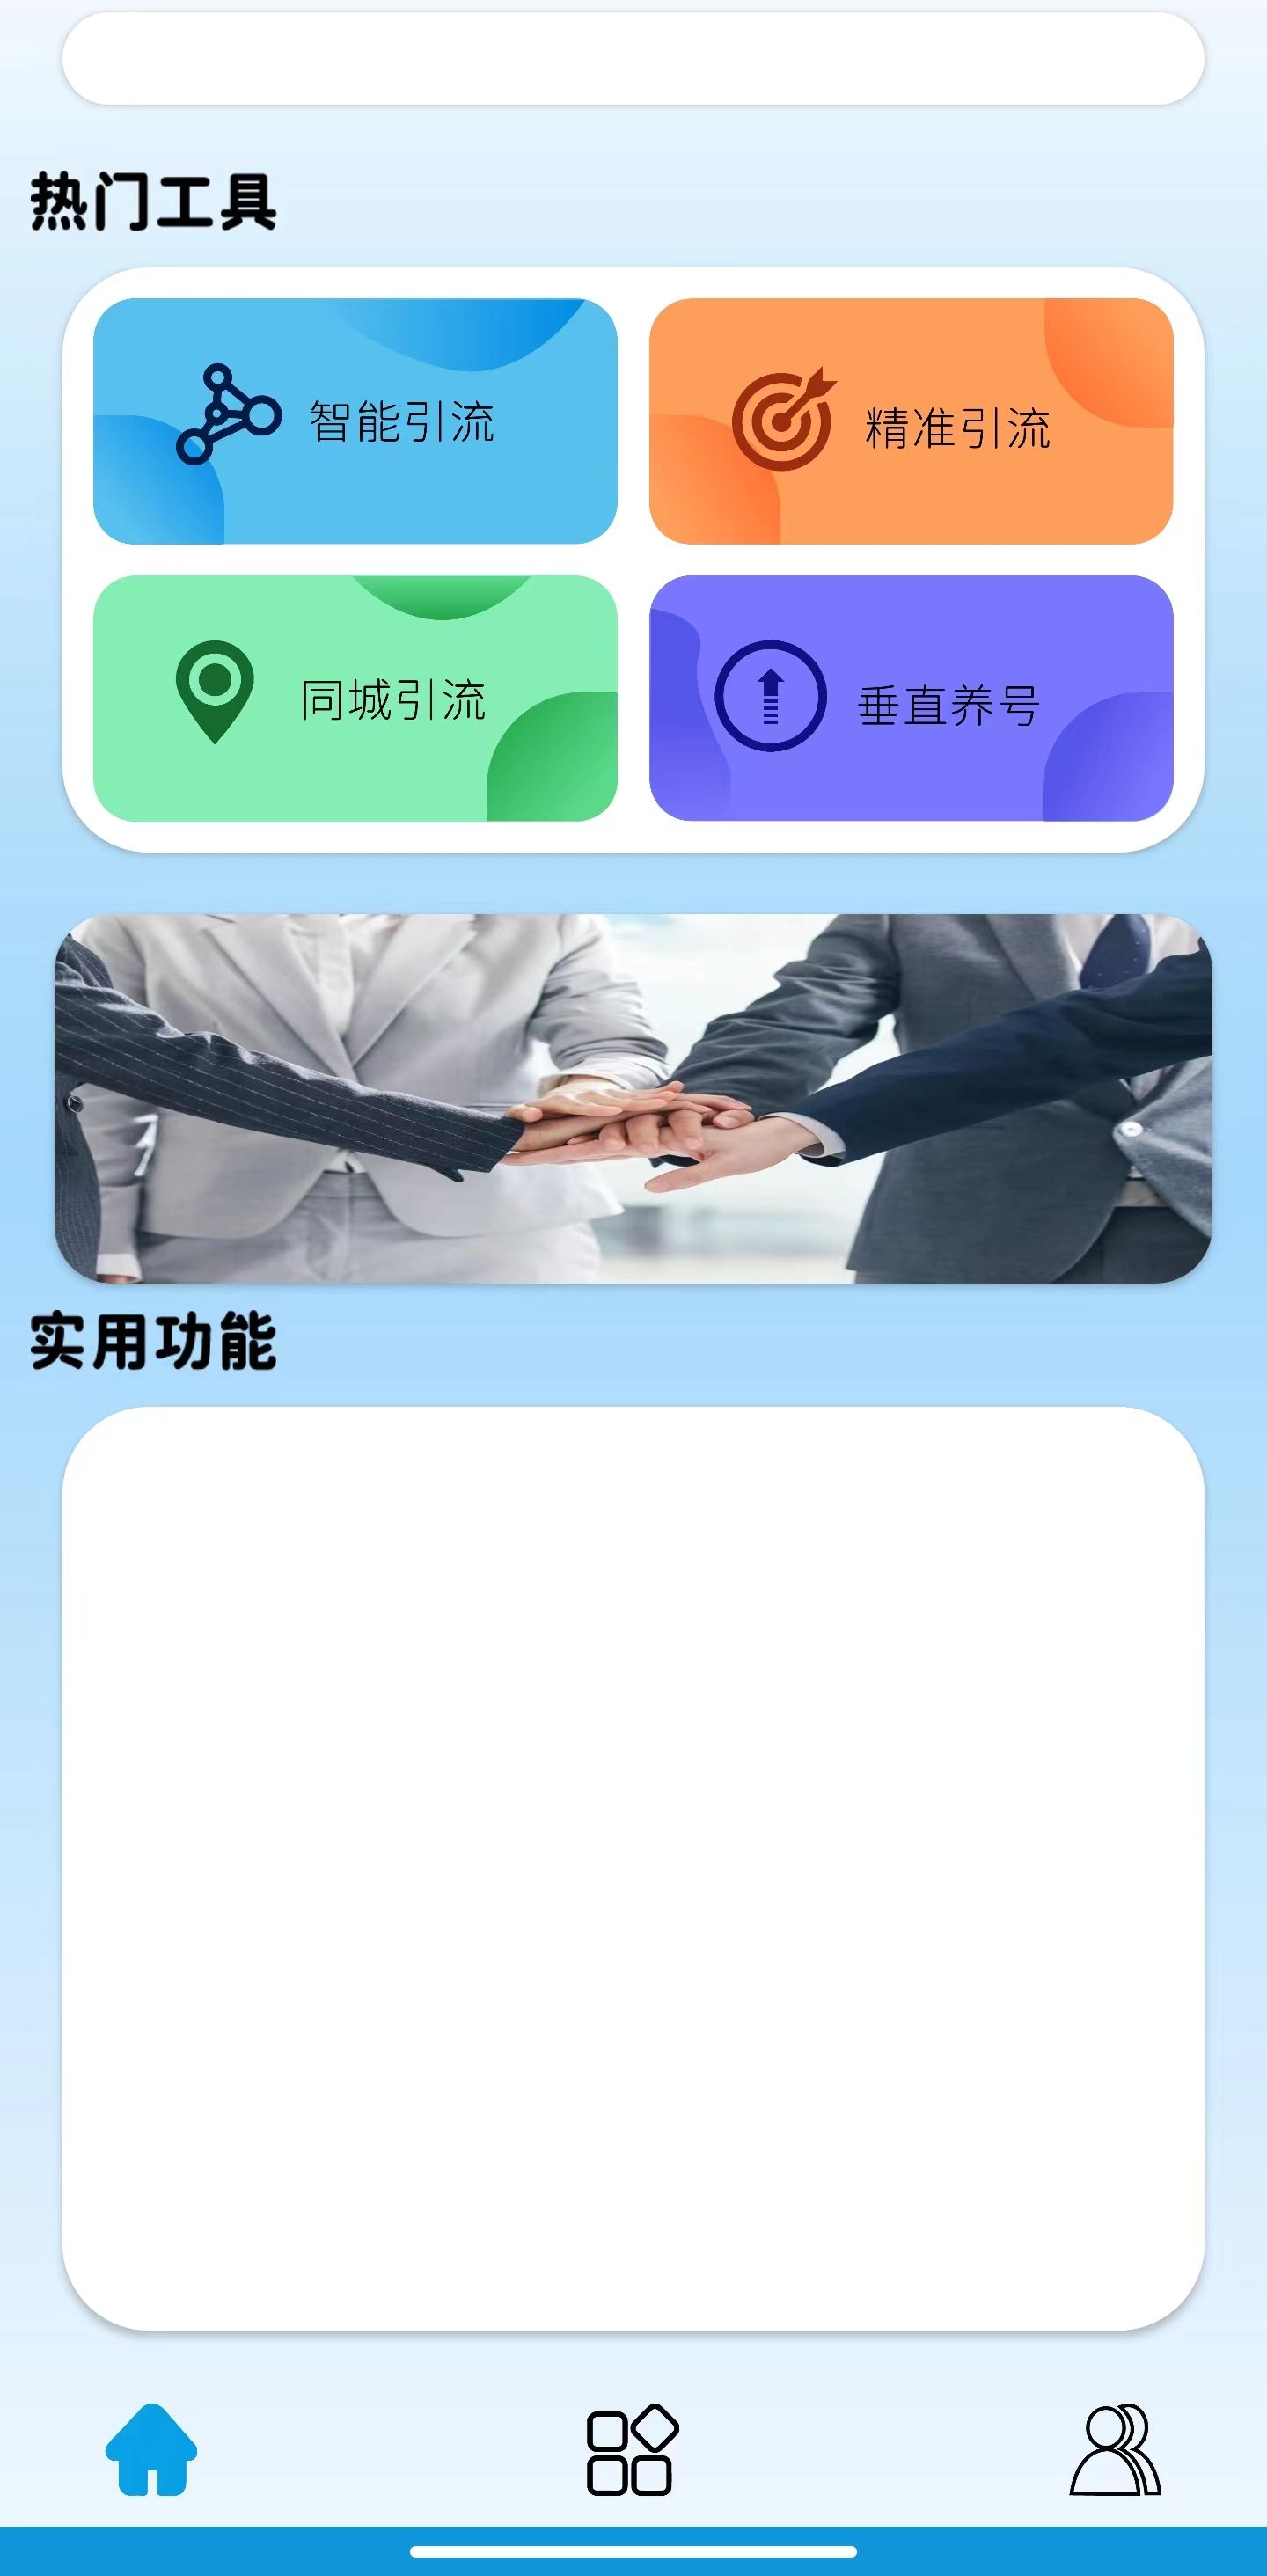 热门工具
智能引流
精准引流
同城引流
垂直养号
实用功能